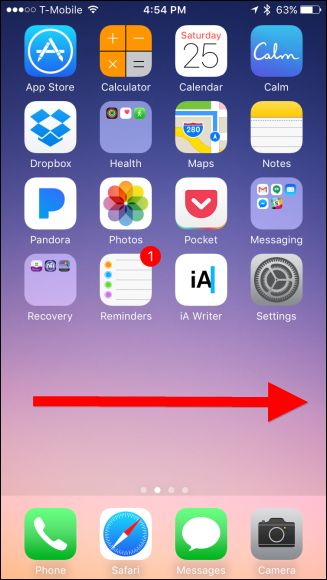 T-Mobile 4:54 PM 63%
Saturday
25
Calm
App Store Calculator Calendar Calm
280
Dropbox Health Maps Notes
Pandora Photos Pocket Messaging
1
iA
Recovery Reminders iA Writer Settings
Phone Safari Messages Camera